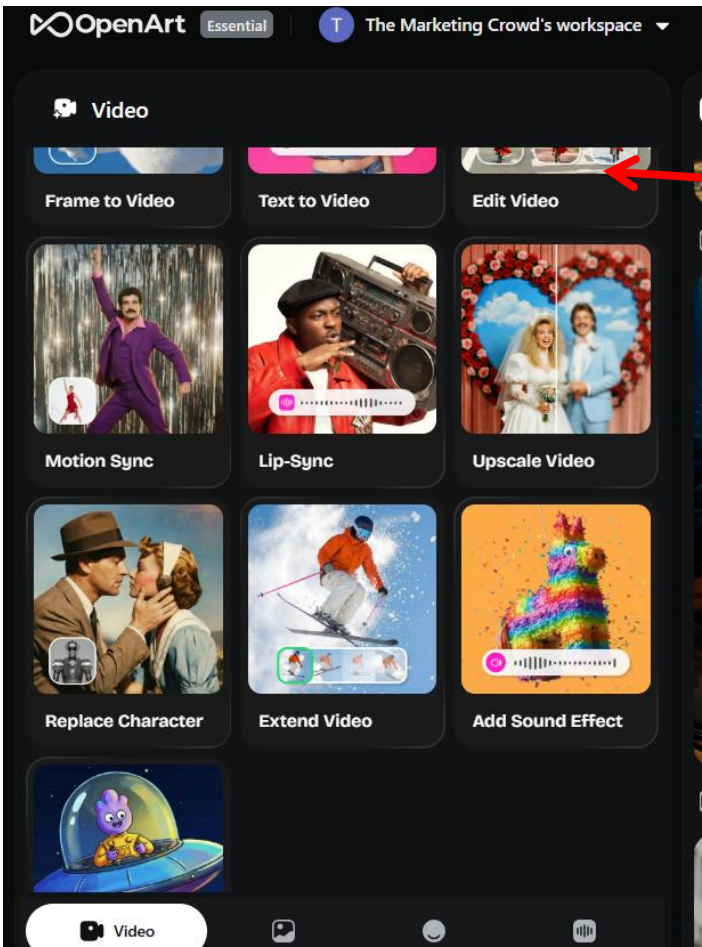 OpenArt Essential T The Marketing Crowd's workspace
Video
Frame to Video Text to Video Edit Video
Motion Sync Lip-Sync Upscale Video
Replace Character Extend Video Add Sound Effect
Video